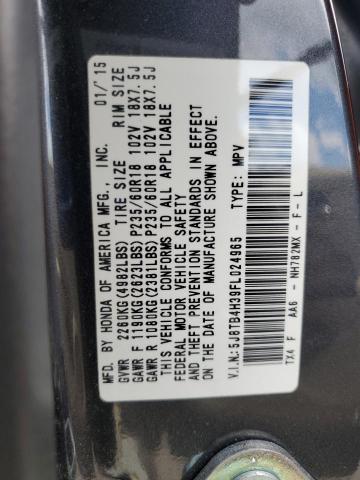 MFD. BY HONDA OF AMERICA MFG., INC. 01/'15
GVWR 2260KG(4982LBS) TIRE SIZE RIM SIZE
GAWR F 1190KG(2623LBS)P235/60R18 102V 18X7.5J
GAWR R 1080KG(2381LBS)P235/60R18 102V 18X7.5J
THIS VEHICLE CONFORMS TO ALL APPLICABLE
FEDERAL MOTOR VEHICLE SAFETY AND
THEFT PREVENTION STANDARDS IN EFFECT
ON THE DATE OF MANUFACTURE SHOWN ABOVE.
V.I.N.:5J8TB4H39FL024965 TYPE: MPV
TX4 F AA6 - NH782MX - F - L